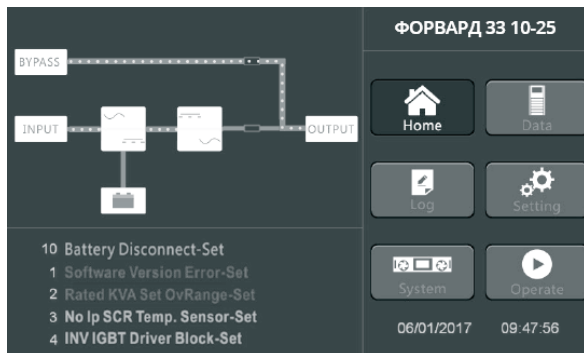 ФОРВАРД 33 10-25
BYPASS
INPUT
OUTPUT
Home
Data
Log
Setting
System
Operate
10 Battery Disconnect-Set
1 Software Version Error-Set
2 Rated KVA Set OvRange-Set
3 No Ip SCR Temp. Sensor-Set
4 INV IGBT Driver Block-Set
06/01/2017 09:47:56